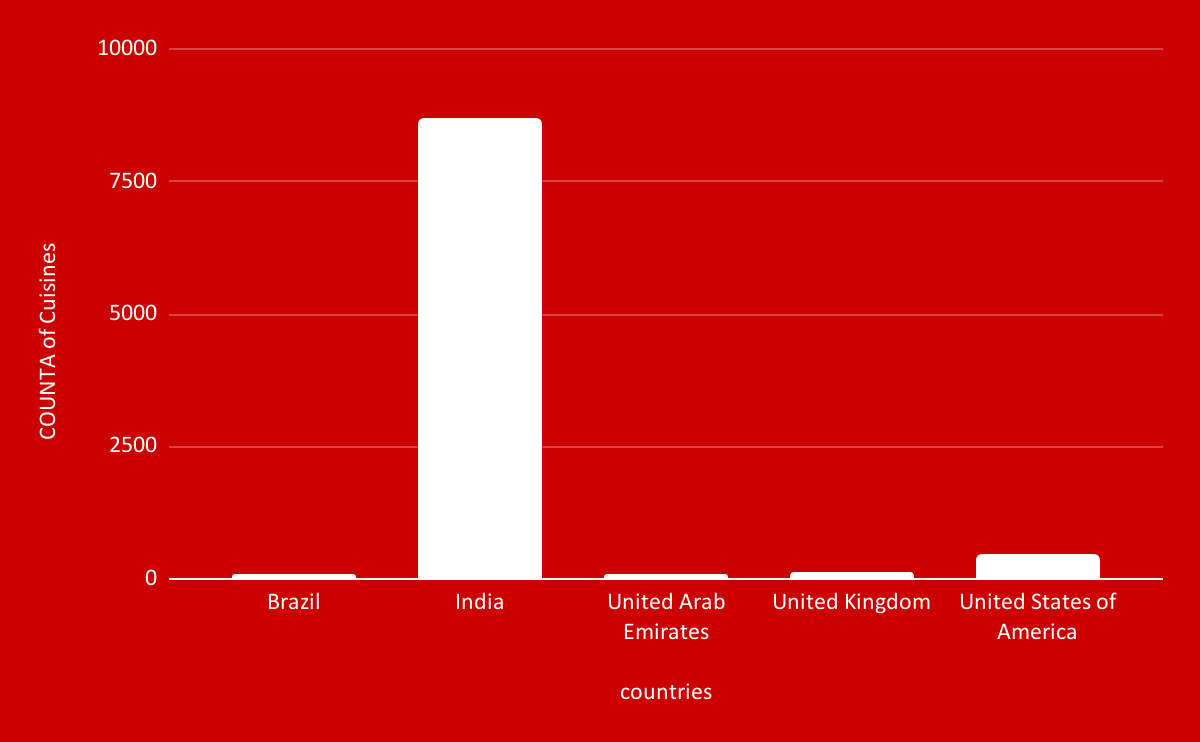 10000
7500
5000
2500
0
COUNTA of Cuisines
Brazil
India
United Arab
Emirates
United Kingdom
United States of
America
countries